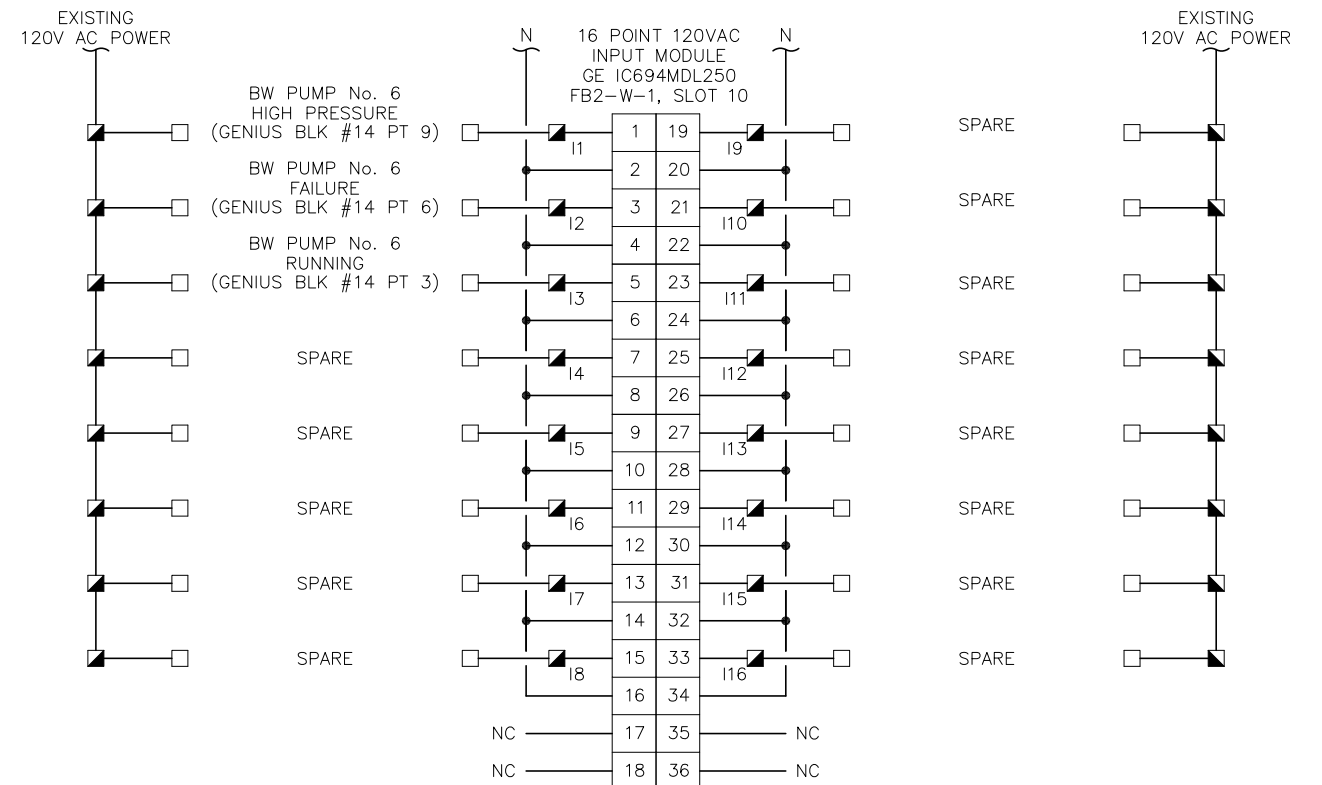 EXISTING
120V AC POWER
N
16 POINT 120VAC
INPUT MODULE
GE IC694MDL250
FB2-W-1, SLOT 10
N
EXISTING
120V AC POWER
BW PUMP No. 6
HIGH PRESSURE
(GENIUS BLK #14 PT 9)
I1
1 19
I9
SPARE
2 20
BW PUMP No. 6
FAILURE
(GENIUS BLK #14 PT 6)
I2
3 21
I10
SPARE
4 22
BW PUMP No. 6
RUNNING
(GENIUS BLK #14 PT 3)
I3
5 23
I11
SPARE
6 24
SPARE
I4
7 25
I12
SPARE
8 26
SPARE
I5
9 27
I13
SPARE
10 28
SPARE
I6
11 29
I14
SPARE
12 30
SPARE
I7
13 31
I15
SPARE
14 32
SPARE
I8
15 33
I16
SPARE
16 34
NC 17 35 NC
NC 18 36 NC